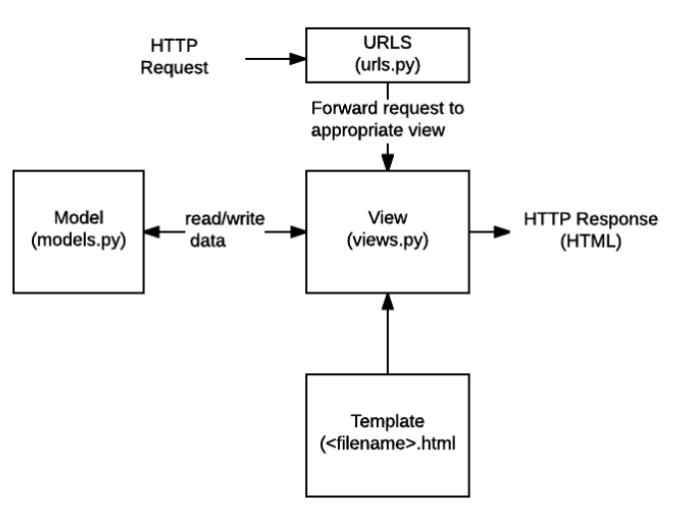 HTTP
Request
URLS
(urls.py)
Forward request to
appropriate view
Model
(models.py)
read/write
data
View
(views.py)
HTTP Response
(HTML)
Template
(<filename>.html